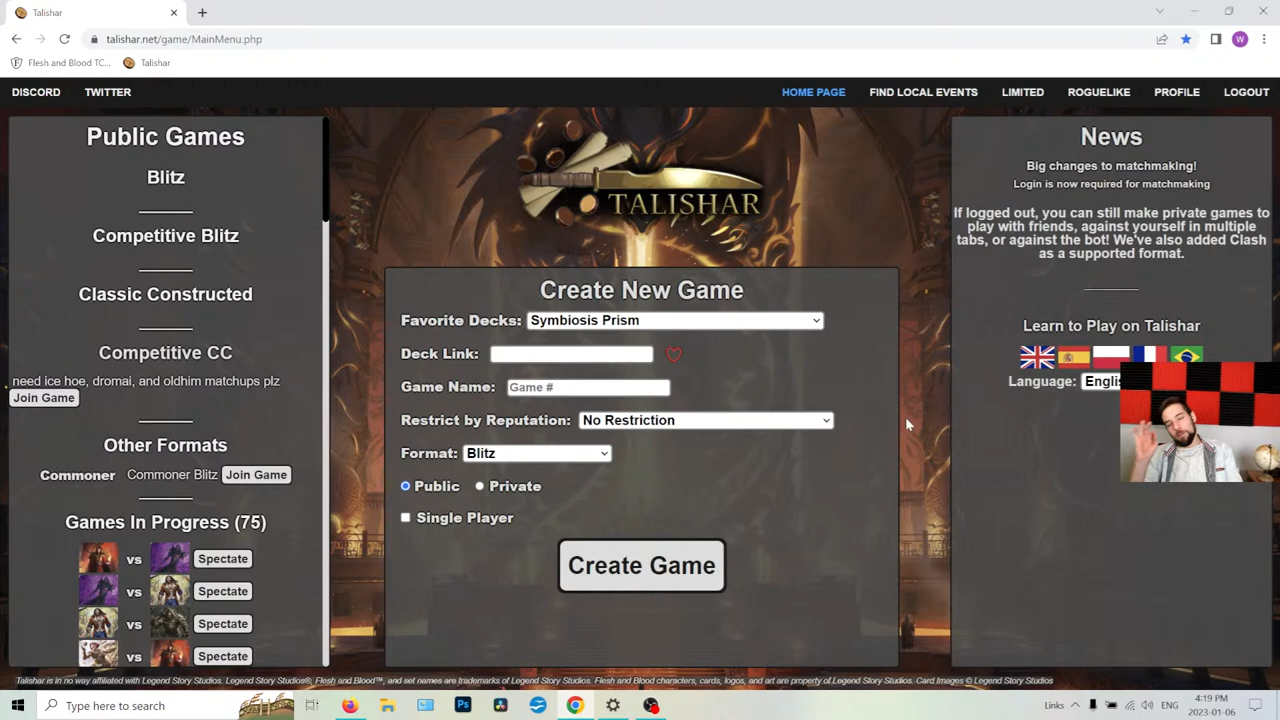 Talishar
talishar.net/game/MainMenu.php
W
Flesh and Blood TC...
Talishar
DISCORD
TWITTER
HOME PAGE
FIND LOCAL EVENTS
LIMITED
ROGUELIKE
PROFILE
LOGOUT
Public Games
Blitz
Competitive Blitz
Classic Constructed
Competitive CC
need ice hoe, dromai, and oldhim matchups plz
Join Game
Other Formats
Commoner Commoner Blitz Join Game
Games In Progress (75)
vs Spectate
vs Spectate
vs Spectate
vs Spectate
TALISHAR
Create New Game
Favorite Decks: Symbiosis Prism
Deck Link:
Game Name: Game #
Restrict by Reputation: No Restriction
Format: Blitz
Public Private
Single Player
Create Game
News
Big changes to matchmaking!
Login is now required for matchmaking
If logged out, you can still make private games to
play with friends, against yourself in multiple
tabs, or against the bot! We've also added Clash
as a supported format.
Learn to Play on Talishar
Language: Engli
Talishar is in no way affiliated with Legend Story Studios. Legend Story Studios®, Flesh and Blood™, and set names are trademarks of Legend Story Studios. Flesh and Blood characters, cards, logos, and art are property of Legend Story Studios. Card Images © Legend Story Studios
Type here to search
Ps
Links
ENG
4:19 PM
2023-01-06